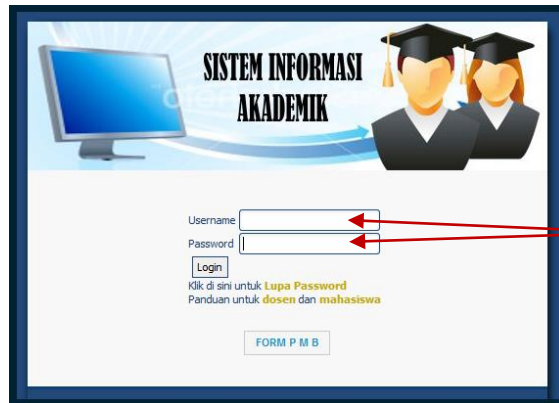 SISTEM INFORMASI
AKADEMIK
Username
Password
Login
Klik di sini untuk Lupa Password
Panduan untuk dosen dan mahasiswa
FORM P M B